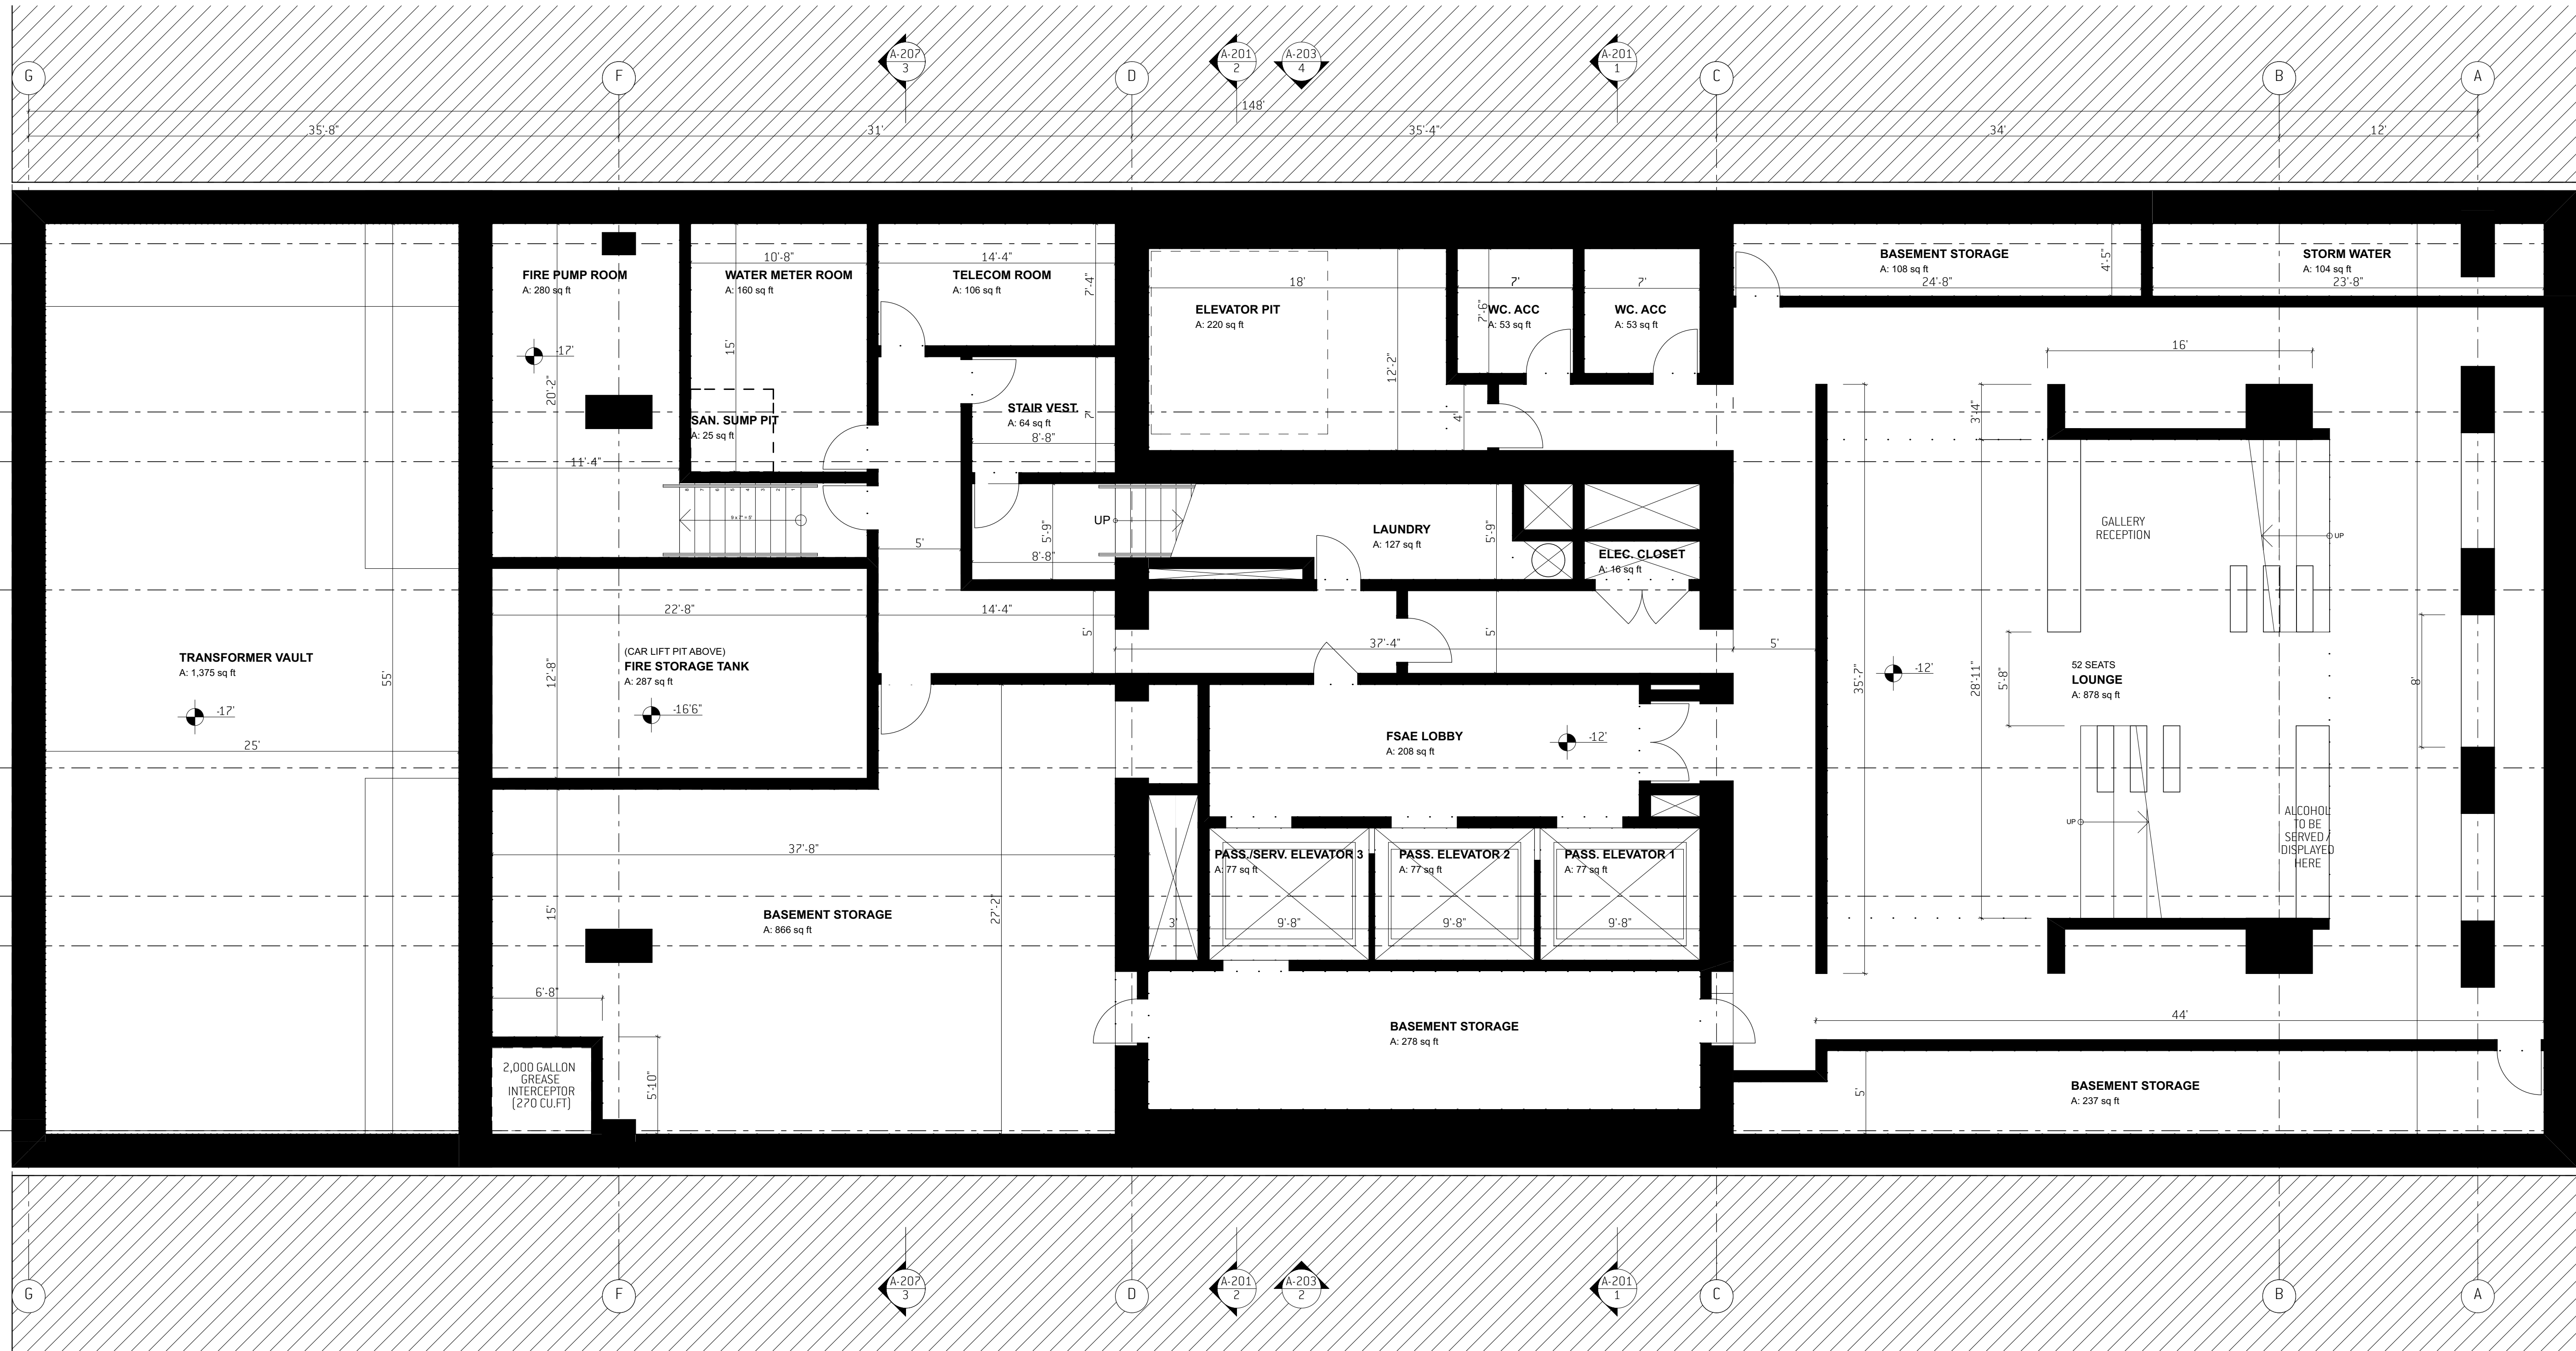 A-207
3
A-201
2
A-203
4
A-201
1
G
F
D
C
B
A
148'
35'-8"
31'
35'-4"
34'
12'
FIRE PUMP ROOM
A: 280 sq ft
-17'
20'-2"
11'-4"
10'-8"
WATER METER ROOM
A: 160 sq ft
15'
SAN. SUMP PIT
A: 25 sq ft
14'-4"
TELECOM ROOM
A: 106 sq ft
7'-4"
STAIR VEST.
A: 64 sq ft
7'
8'-8"
18'
ELEVATOR PIT
A: 220 sq ft
12'-2"
7'
7'-6"
WC. ACC
A: 53 sq ft
7'
WC. ACC
A: 53 sq ft
4'
BASEMENT STORAGE
A: 108 sq ft
24'-8"
4'-5"
STORM WATER
A: 104 sq ft
23'-8"
16'
3'-4"
8 7 6 5 4 3 2 1
5'
5'-9"
8'-8"
UP
LAUNDRY
A: 127 sq ft
5'-9"
ELEC. CLOSET
A: 16 sq ft
GALLERY
RECEPTION
UP
22'-8"
14'-4"
5'
37'-4"
5'
5'
TRANSFORMER VAULT
A: 1,375 sq ft
-17'
25'
55'
12'-8"
(CAR LIFT PIT ABOVE)
FIRE STORAGE TANK
A: 287 sq ft
-16'6"
35'-7"
-12'
28'-11"
5'-8"
52 SEATS
LOUNGE
A: 878 sq ft
8'
FSAE LOBBY
A: 208 sq ft
-12'
UP
ALCOHOL
TO BE
SERVED /
DISPLAYED
HERE
37'-8"
15'
BASEMENT STORAGE
A: 866 sq ft
27'-2"
3'
PASS./SERV. ELEVATOR 3
A: 77 sq ft
9'-8"
PASS. ELEVATOR 2
A: 77 sq ft
9'-8"
PASS. ELEVATOR 1
A: 77 sq ft
9'-8"
6'-8"
2,000 GALLON
GREASE
INTERCEPTOR
(270 CU.FT)
5'-10"
BASEMENT STORAGE
A: 278 sq ft
44'
5'
BASEMENT STORAGE
A: 237 sq ft
G
F
A-207
3
D
A-201
2
A-203
2
A-201
1
C
B
A